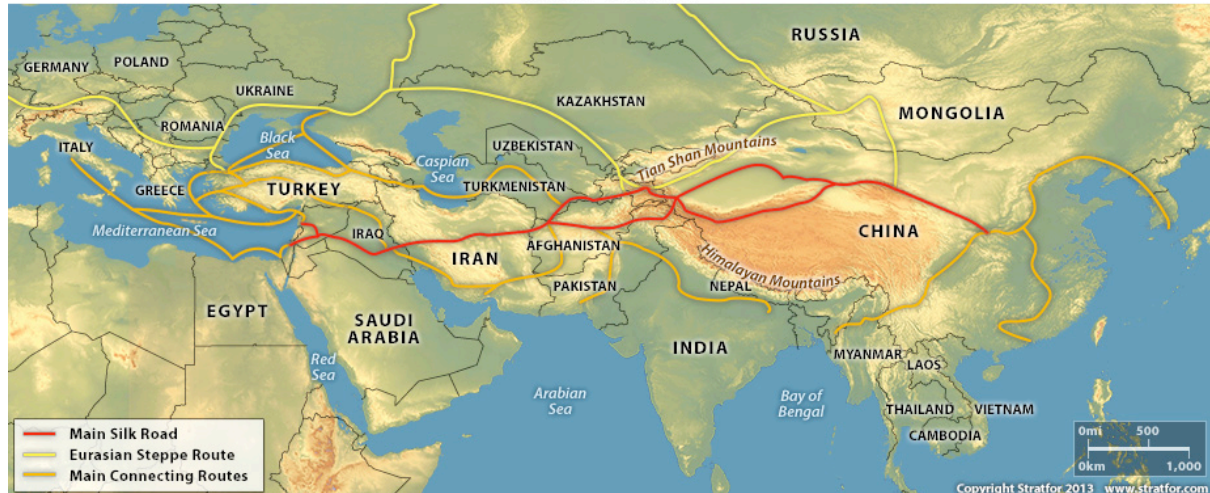 RUSSIA
GERMANY
POLAND
UKRAINE
KAZAKHSTAN
MONGOLIA
ROMANIA
ITALY
Black
Sea
Caspian
Sea
UZBEKISTAN
Tian Shan Mountains
GREECE
TURKEY
TURKMENISTAN
Mediterranean Sea
IRAQ
IRAN
AFGHANISTAN
CHINA
Himalayan Mountains
PAKISTAN
NEPAL
EGYPT
SAUDI
ARABIA
INDIA
MYANMAR
LAOS
Red
Sea
Arabian
Sea
Bay of
Bengal
THAILAND
VIETNAM
CAMBODIA
Main Silk Road
Eurasian Steppe Route
Main Connecting Routes
0mi 500
0km 1,000
Copyright Stratfor 2013 www.stratfor.com